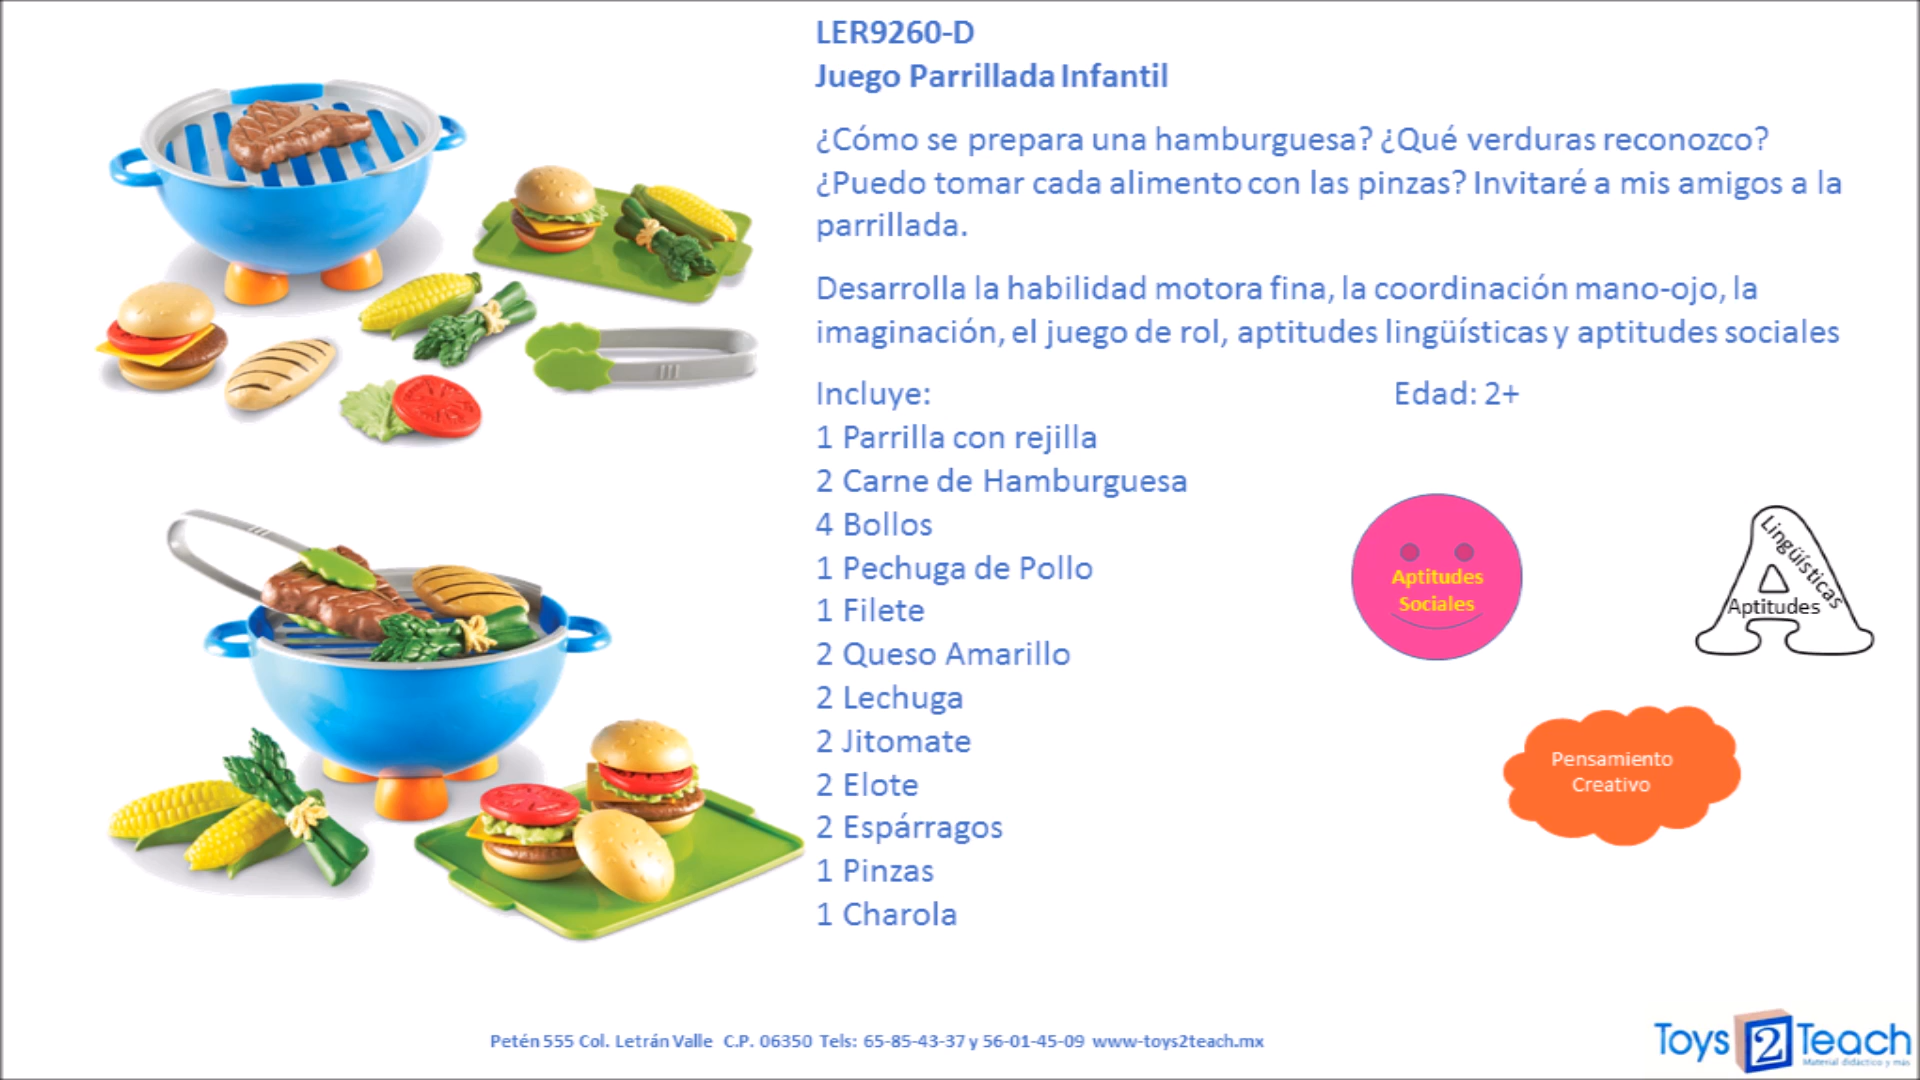 LER9260-D
Juego Parrillada Infantil
¿Cómo se prepara una hamburguesa? ¿Qué verduras reconozco?
¿Puedo tomar cada alimento con las pinzas? Invitaré a mis amigos a la
parrillada.
Desarrolla la habilidad motora fina, la coordinación mano-ojo, la
imaginación, el juego de rol, aptitudes lingüísticas y aptitudes sociales
Incluye:
Edad: 2+
1 Parrilla con rejilla
2 Carne de Hamburguesa
4 Bollos
1 Pechuga de Pollo
1 Filete
2 Queso Amarillo
2 Lechuga
2 Jitomate
2 Elote
2 Espárragos
1 Pinzas
1 Charola
Aptitudes
Sociales
Lingüísticas
Aptitudes
Pensamiento
Creativo
Petén 555 Col. Letrán Valle C.P. 06350 Tels: 65-85-43-37 y 56-01-45-09 www-toys2teach.mx
Toys 2 Teach
Material didáctico y más